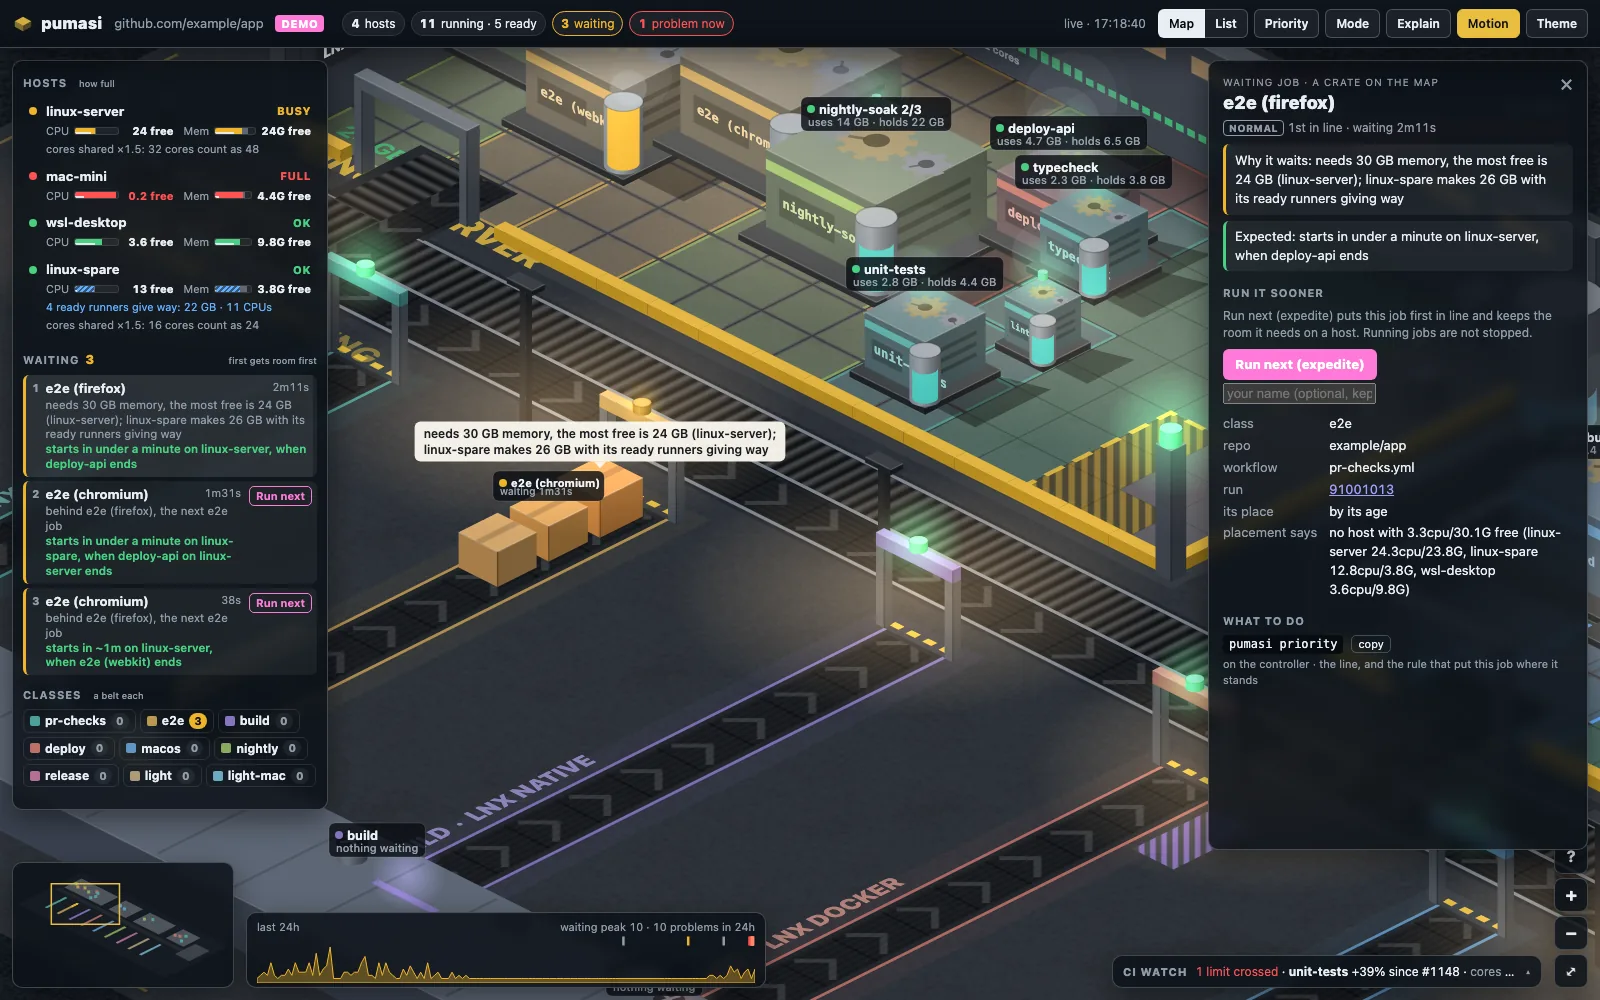 pumasi github.com/example/app DEMO 4 hosts 11 running · 5 ready 3 waiting 1 problem now live · 17:18:40 Map List Priority Mode Explain Motion Theme
HOSTS how full
linux-server BUSY
CPU 24 free Mem 24G free
cores shared ×1.5: 32 cores count as 48
mac-mini FULL
CPU 0.2 free Mem 4.4G free
wsl-desktop OK
CPU 3.6 free Mem 9.8G free
linux-spare OK
CPU 13 free Mem 3.8G free
4 ready runners give way: 22 GB · 11 CPUs
cores shared ×1.5: 16 cores count as 24
WAITING 3 first gets room first
1 e2e (firefox) 2m11s
needs 30 GB memory, the most free is 24 GB
(linux-server); linux-spare makes 26 GB with its
ready runners giving way
starts in under a minute on linux-server, when
deploy-api ends
2 e2e (chromium) 1m31s Run next
behind e2e (firefox), the next e2e
job
starts in under a minute on linux-
spare, when deploy-api on linux-
server ends
3 e2e (chromium) 38s Run next
behind e2e (firefox), the next e2e
job
starts in ~1m on linux-server,
when e2e (webkit) ends
CLASSES a belt each
pr-checks 0 e2e 3 build 0
deploy 0 macos 0 nightly 0
release 0 light 0 light-mac 0
cores
e2e (webk
e2e (chrom
nightly-soak 2/3
uses 14 GB · holds 22 GB
deploy-api
uses 4.7 GB · holds 6.5 GB
typecheck
uses 2.3 GB · holds 3.8 GB
nightly-so
depl
typec
RVER
unit-tests
uses 2.8 GB · holds 4.4 GB
lint
unit- s
NG
needs 30 GB memory, the most free is 24 GB (linux-server);
linux-spare makes 26 GB with its ready runners giving way
e2e (chromium)
waiting 1m31s
LD · LNX NATIVE
build
nothing waiting
LNX DOCKER
nothing waiting
last 24h waiting peak 10 · 10 problems in 24h
WAITING JOB · A CRATE ON THE MAP
e2e (firefox)
NORMAL 1st in line · waiting 2m11s
Why it waits: needs 30 GB memory, the most free is
24 GB (linux-server); linux-spare makes 26 GB with
its ready runners giving way
Expected: starts in under a minute on linux-server,
when deploy-api ends
RUN IT SOONER
Run next (expedite) puts this job first in line and keeps the
room it needs on a host. Running jobs are not stopped.
Run next (expedite)
your name (optional, kep
class e2e
repo example/app
workflow pr-checks.yml
run 91001013
its place by its age
placement says no host with 3.3cpu/30.1G free (linux-
server 24.3cpu/23.8G, linux-spare
12.8cpu/3.8G, wsl-desktop
3.6cpu/9.8G)
WHAT TO DO
pumasi priority copy
on the controller · the line, and the rule that put this job where it
stands
?
+
−
CI WATCH 1 limit crossed · unit-tests +39% since #1148 · cores ...